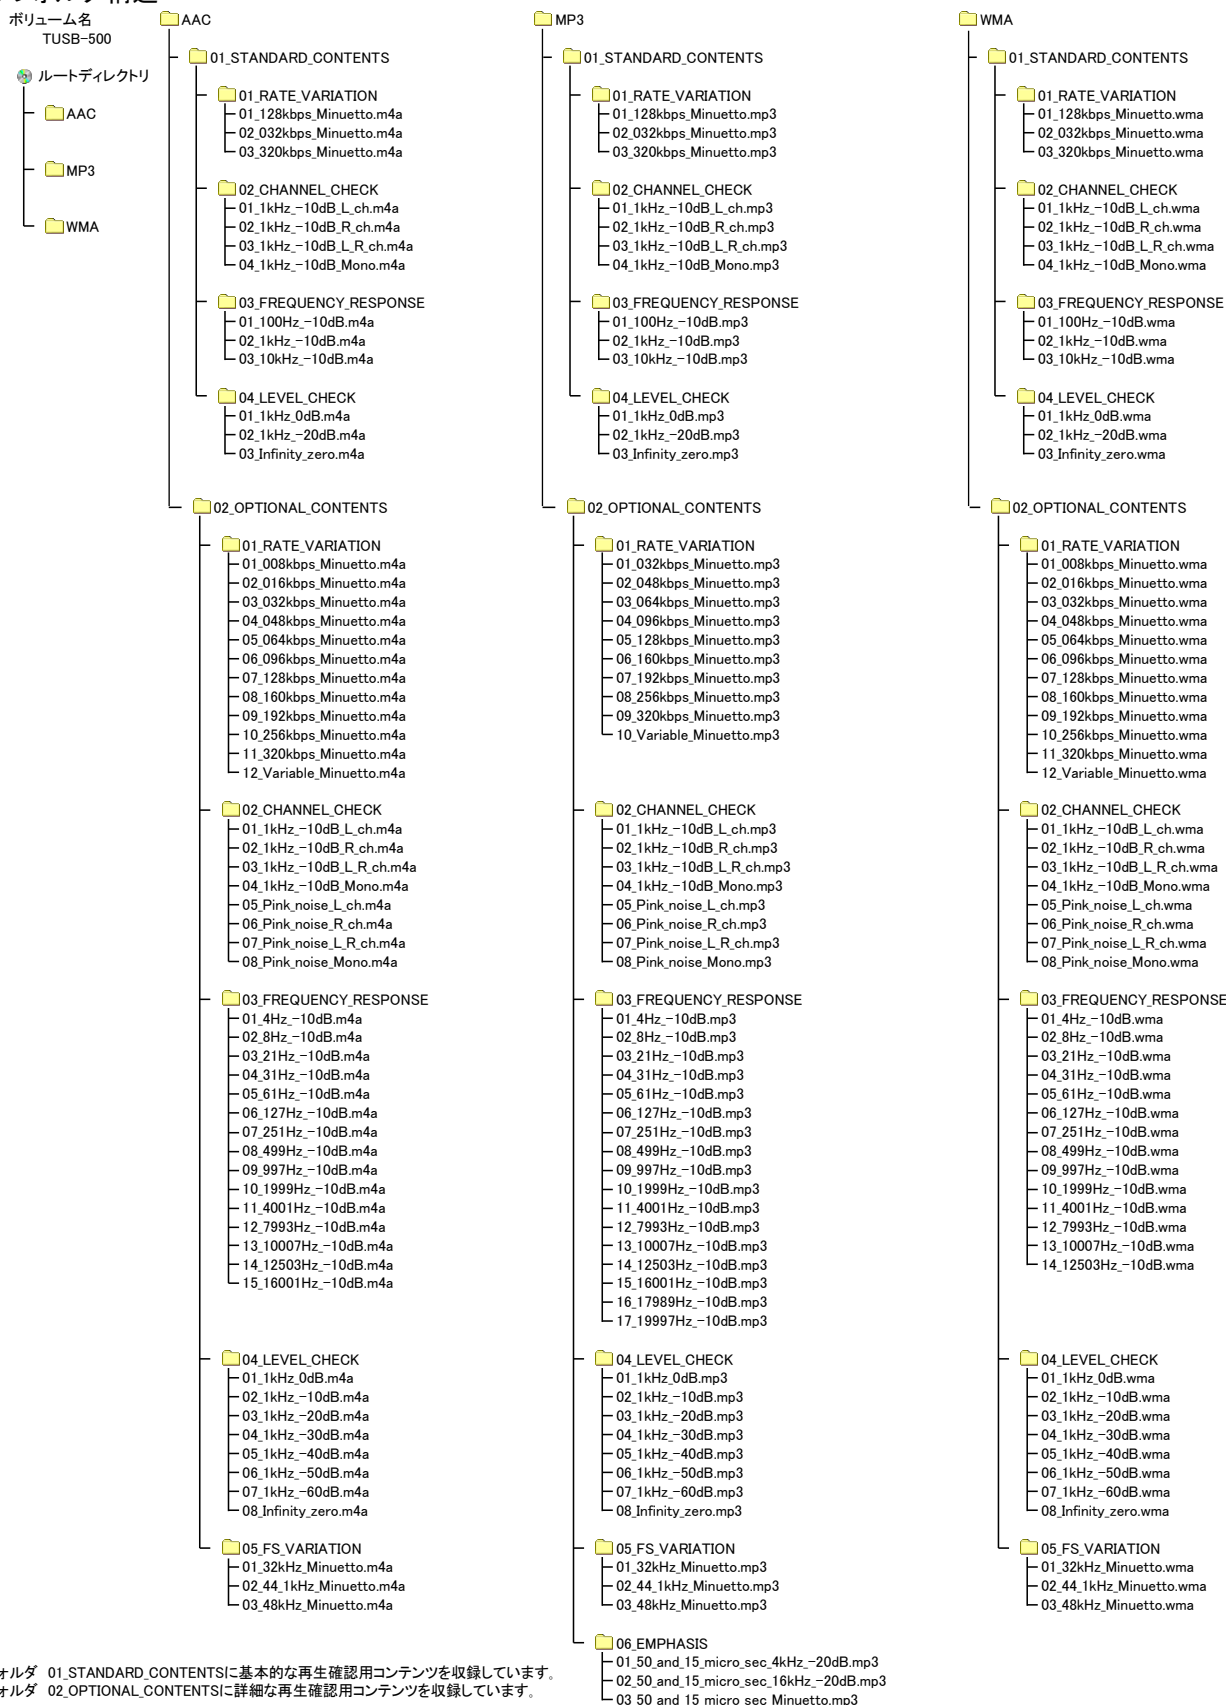 ボリューム名
TUSB-500
ルートディレクトリ
AAC
MP3
WMA
AAC
01_STANDARD_CONTENTS
01_RATE_VARIATION
01_128kbps_Minuetto.m4a
02_032kbps_Minuetto.m4a
03_320kbps_Minuetto.m4a
02_CHANNEL_CHECK
01_1kHz_-10dB_L_ch.m4a
02_1kHz_-10dB_R_ch.m4a
03_1kHz_-10dB_L_R_ch.m4a
04_1kHz_-10dB_Mono.m4a
03_FREQUENCY_RESPONSE
01_100Hz_-10dB.m4a
02_1kHz_-10dB.m4a
03_10kHz_-10dB.m4a
04_LEVEL_CHECK
01_1kHz_0dB.m4a
02_1kHz_-20dB.m4a
03_Infinity_zero.m4a
02_OPTIONAL_CONTENTS
01_RATE_VARIATION
01_008kbps_Minuetto.m4a
02_016kbps_Minuetto.m4a
03_032kbps_Minuetto.m4a
04_048kbps_Minuetto.m4a
05_064kbps_Minuetto.m4a
06_096kbps_Minuetto.m4a
07_128kbps_Minuetto.m4a
08_160kbps_Minuetto.m4a
09_192kbps_Minuetto.m4a
10_256kbps_Minuetto.m4a
11_320kbps_Minuetto.m4a
12_Variable_Minuetto.m4a
02_CHANNEL_CHECK
01_1kHz_-10dB_L_ch.m4a
02_1kHz_-10dB_R_ch.m4a
03_1kHz_-10dB_L_R_ch.m4a
04_1kHz_-10dB_Mono.m4a
05_Pink_noise_L_ch.m4a
06_Pink_noise_R_ch.m4a
07_Pink_noise_L_R_ch.m4a
08_Pink_noise_Mono.m4a
03_FREQUENCY_RESPONSE
01_4Hz_-10dB.m4a
02_8Hz_-10dB.m4a
03_21Hz_-10dB.m4a
04_31Hz_-10dB.m4a
05_61Hz_-10dB.m4a
06_127Hz_-10dB.m4a
07_251Hz_-10dB.m4a
08_499Hz_-10dB.m4a
09_997Hz_-10dB.m4a
10_1999Hz_-10dB.m4a
11_4001Hz_-10dB.m4a
12_7993Hz_-10dB.m4a
13_10007Hz_-10dB.m4a
14_12503Hz_-10dB.m4a
15_16001Hz_-10dB.m4a
04_LEVEL_CHECK
01_1kHz_0dB.m4a
02_1kHz_-10dB.m4a
03_1kHz_-20dB.m4a
04_1kHz_-30dB.m4a
05_1kHz_-40dB.m4a
06_1kHz_-50dB.m4a
07_1kHz_-60dB.m4a
08_Infinity_zero.m4a
05_FS_VARIATION
01_32kHz_Minuetto.m4a
02_44_1kHz_Minuetto.m4a
03_48kHz_Minuetto.m4a
MP3
01_STANDARD_CONTENTS
01_RATE_VARIATION
01_128kbps_Minuetto.mp3
02_032kbps_Minuetto.mp3
03_320kbps_Minuetto.mp3
02_CHANNEL_CHECK
01_1kHz_-10dB_L_ch.mp3
02_1kHz_-10dB_R_ch.mp3
03_1kHz_-10dB_L_R_ch.mp3
04_1kHz_-10dB_Mono.mp3
03_FREQUENCY_RESPONSE
01_100Hz_-10dB.mp3
02_1kHz_-10dB.mp3
03_10kHz_-10dB.mp3
04_LEVEL_CHECK
01_1kHz_0dB.mp3
02_1kHz_-20dB.mp3
03_Infinity_zero.mp3
02_OPTIONAL_CONTENTS
01_RATE_VARIATION
01_032kbps_Minuetto.mp3
02_048kbps_Minuetto.mp3
03_064kbps_Minuetto.mp3
04_096kbps_Minuetto.mp3
05_128kbps_Minuetto.mp3
06_160kbps_Minuetto.mp3
07_192kbps_Minuetto.mp3
08_256kbps_Minuetto.mp3
09_320kbps_Minuetto.mp3
10_Variable_Minuetto.mp3
02_CHANNEL_CHECK
01_1kHz_-10dB_L_ch.mp3
02_1kHz_-10dB_R_ch.mp3
03_1kHz_-10dB_L_R_ch.mp3
04_1kHz_-10dB_Mono.mp3
05_Pink_noise_L_ch.mp3
06_Pink_noise_R_ch.mp3
07_Pink_noise_L_R_ch.mp3
08_Pink_noise_Mono.mp3
03_FREQUENCY_RESPONSE
01_4Hz_-10dB.mp3
02_8Hz_-10dB.mp3
03_21Hz_-10dB.mp3
04_31Hz_-10dB.mp3
05_61Hz_-10dB.mp3
06_127Hz_-10dB.mp3
07_251Hz_-10dB.mp3
08_499Hz_-10dB.mp3
09_997Hz_-10dB.mp3
10_1999Hz_-10dB.mp3
11_4001Hz_-10dB.mp3
12_7993Hz_-10dB.mp3
13_10007Hz_-10dB.mp3
14_12503Hz_-10dB.mp3
15_16001Hz_-10dB.mp3
16_17989Hz_-10dB.mp3
17_19997Hz_-10dB.mp3
04_LEVEL_CHECK
01_1kHz_0dB.mp3
02_1kHz_-10dB.mp3
03_1kHz_-20dB.mp3
04_1kHz_-30dB.mp3
05_1kHz_-40dB.mp3
06_1kHz_-50dB.mp3
07_1kHz_-60dB.mp3
08_Infinity_zero.mp3
05_FS_VARIATION
01_32kHz_Minuetto.mp3
02_44_1kHz_Minuetto.mp3
03_48kHz_Minuetto.mp3
06_EMPHASIS
01_50_and_15_micro_sec_4kHz_-20dB.mp3
02_50_and_15_micro_sec_16kHz_-20dB.mp3
03_50_and_15_micro_sec_Minuetto.mp3
WMA
01_STANDARD_CONTENTS
01_RATE_VARIATION
01_128kbps_Minuetto.wma
02_032kbps_Minuetto.wma
03_320kbps_Minuetto.wma
02_CHANNEL_CHECK
01_1kHz_-10dB_L_ch.wma
02_1kHz_-10dB_R_ch.wma
03_1kHz_-10dB_L_R_ch.wma
04_1kHz_-10dB_Mono.wma
03_FREQUENCY_RESPONSE
01_100Hz_-10dB.wma
02_1kHz_-10dB.wma
03_10kHz_-10dB.wma
04_LEVEL_CHECK
01_1kHz_0dB.wma
02_1kHz_-20dB.wma
03_Infinity_zero.wma
02_OPTIONAL_CONTENTS
01_RATE_VARIATION
01_008kbps_Minuetto.wma
02_016kbps_Minuetto.wma
03_032kbps_Minuetto.wma
04_048kbps_Minuetto.wma
05_064kbps_Minuetto.wma
06_096kbps_Minuetto.wma
07_128kbps_Minuetto.wma
08_160kbps_Minuetto.wma
09_192kbps_Minuetto.wma
10_256kbps_Minuetto.wma
11_320kbps_Minuetto.wma
12_Variable_Minuetto.wma
02_CHANNEL_CHECK
01_1kHz_-10dB_L_ch.wma
02_1kHz_-10dB_R_ch.wma
03_1kHz_-10dB_L_R_ch.wma
04_1kHz_-10dB_Mono.wma
05_Pink_noise_L_ch.wma
06_Pink_noise_R_ch.wma
07_Pink_noise_L_R_ch.wma
08_Pink_noise_Mono.wma
03_FREQUENCY_RESPONSE
01_4Hz_-10dB.wma
02_8Hz_-10dB.wma
03_21Hz_-10dB.wma
04_31Hz_-10dB.wma
05_61Hz_-10dB.wma
06_127Hz_-10dB.wma
07_251Hz_-10dB.wma
08_499Hz_-10dB.wma
09_997Hz_-10dB.wma
10_1999Hz_-10dB.wma
11_4001Hz_-10dB.wma
12_7993Hz_-10dB.wma
13_10007Hz_-10dB.wma
14_12503Hz_-10dB.wma
04_LEVEL_CHECK
01_1kHz_0dB.wma
02_1kHz_-10dB.wma
03_1kHz_-20dB.wma
04_1kHz_-30dB.wma
05_1kHz_-40dB.wma
06_1kHz_-50dB.wma
07_1kHz_-60dB.wma
08_Infinity_zero.wma
05_FS_VARIATION
01_32kHz_Minuetto.wma
02_44_1kHz_Minuetto.wma
03_48kHz_Minuetto.wma
ォルダ 01_STANDARD_CONTENTSに基本的な再生確認用コンテンツを収録しています。
ォルダ 02_OPTIONAL_CONTENTSに詳細な再生確認用コンテンツを収録しています。